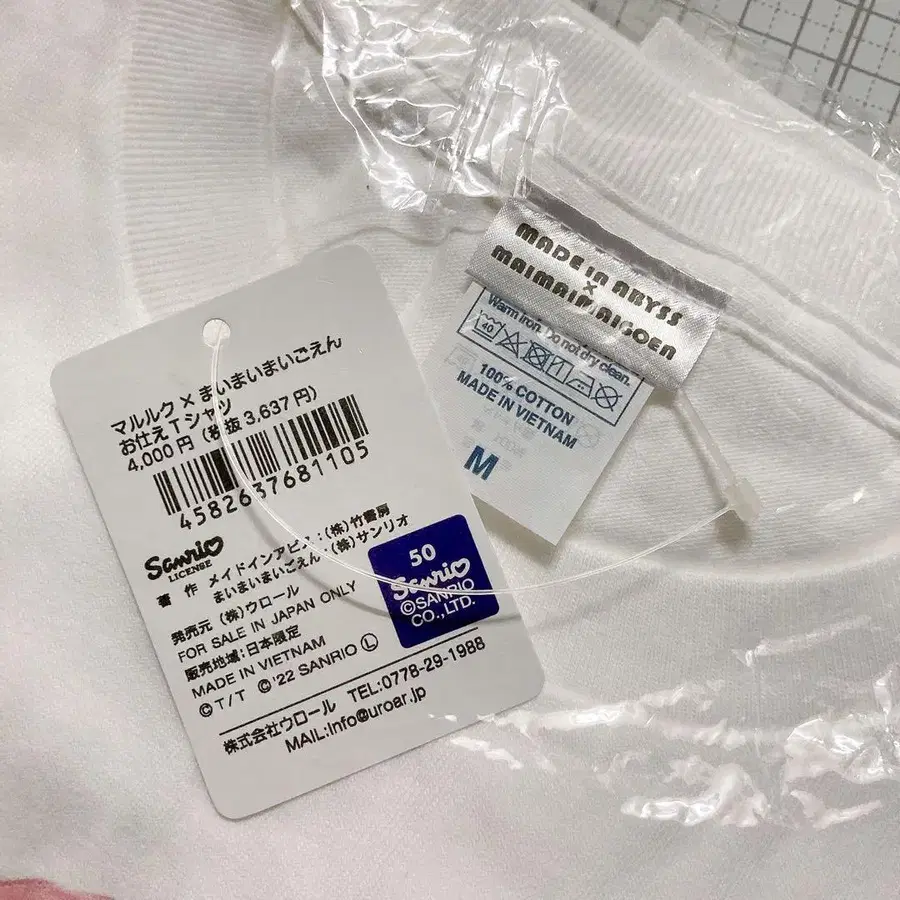 マルルク×まいまいまいごえん
お仕えTシャツ
4,000円(税抜3,637円)
4582637681105
Sanrio
LICENSE
著 作 メイドインアビス:(株)竹書房
まいまいまいごえん:(株)サンリオ
発売元 (株)ウロール
FOR SALE IN JAPAN ONLY
販売地域:日本限定
MADE IN VIETNAM
©T/T ©'22 SANRIO Ⓛ
50
Sanrio
©SANRIO
CO.,LTD.
株式会社ウロール TEL:0778-29-1988
MAIL:info@uroar.jp
MADE IN ABYSS
×
MAIMAIMAIGOEN
Warm iron. Do not dry clean.
40
100% COTTON
MADE IN VIETNAM
M